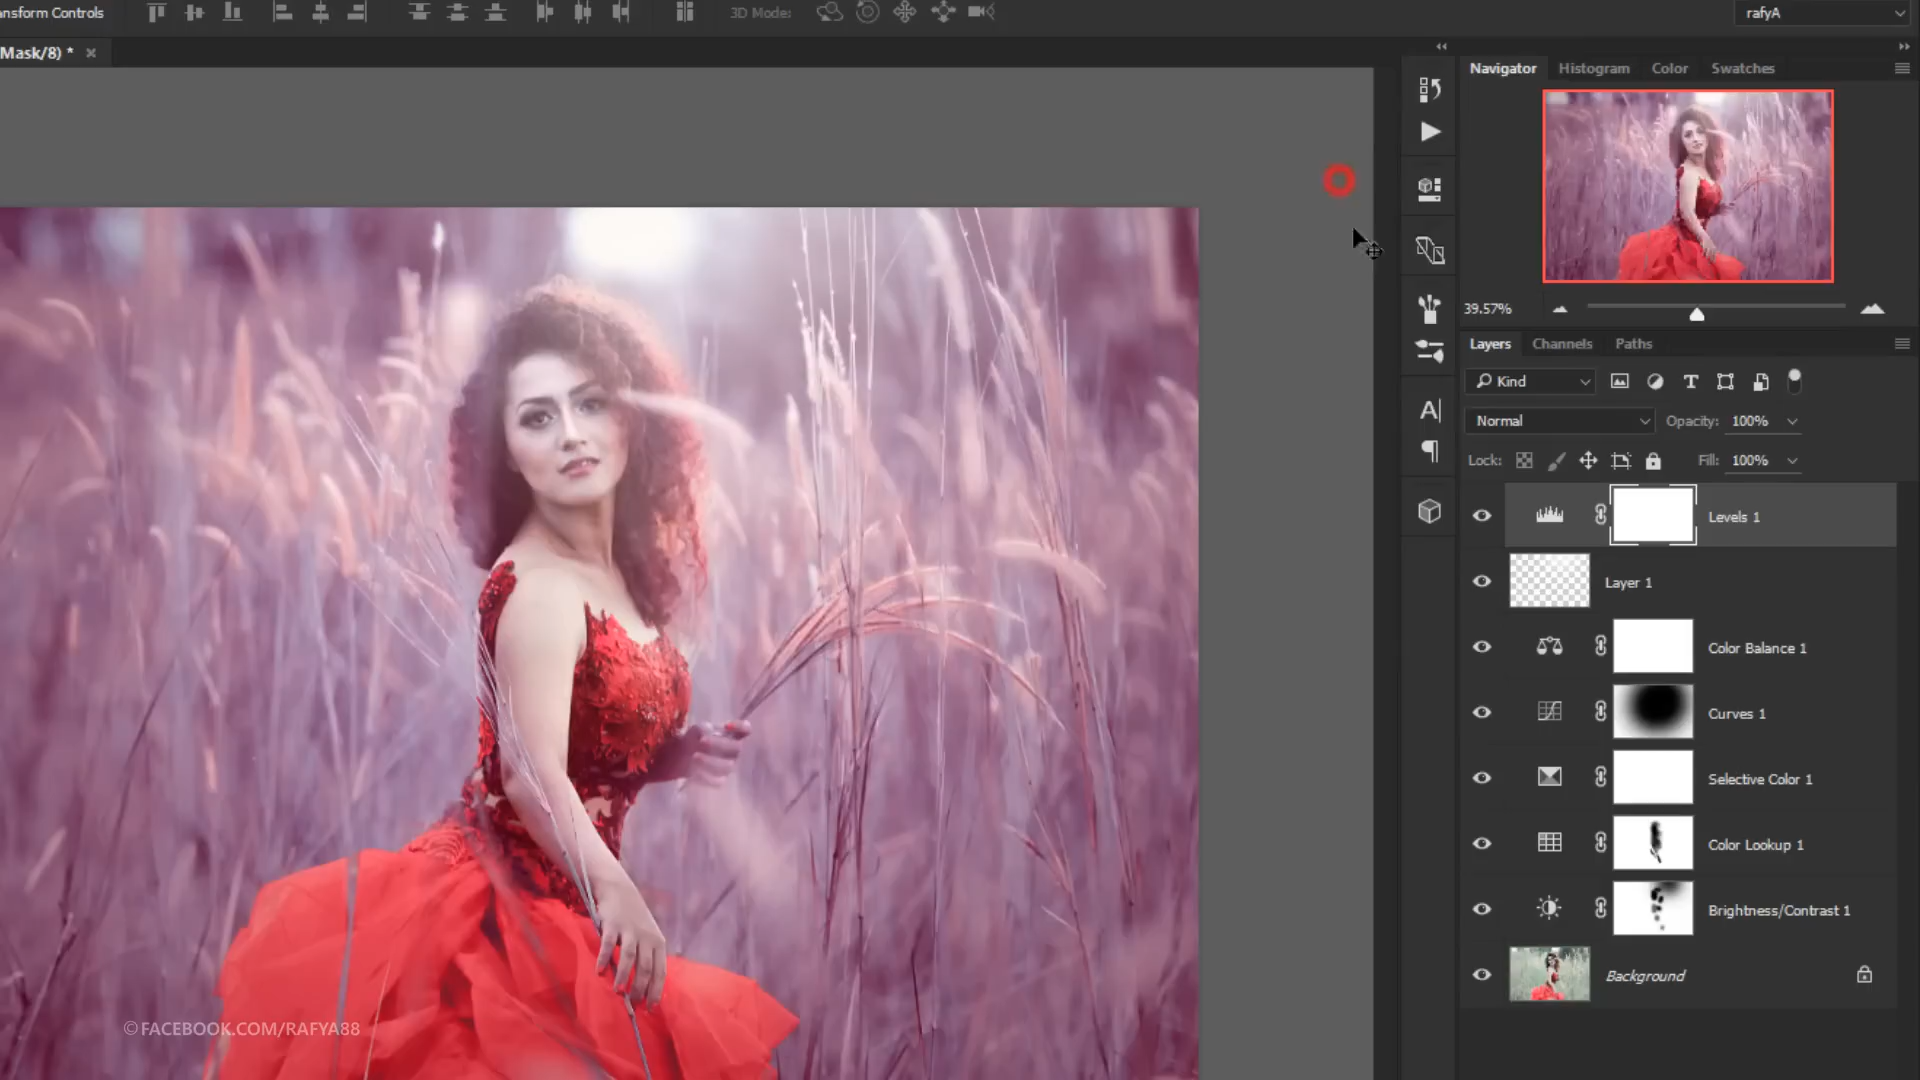 ansform Controls
3D Mode:
rafyA
Mask/8) *
Navigator
Histogram
Color
Swatches
39.57%
Layers
Channels
Paths
Kind
Normal
Opacity: 100%
Lock:
Fill: 100%
Levels 1
Layer 1
Color Balance 1
Curves 1
Selective Color 1
Color Lookup 1
Brightness/Contrast 1
Background
©FACEBOOK.COM/RAFYA88